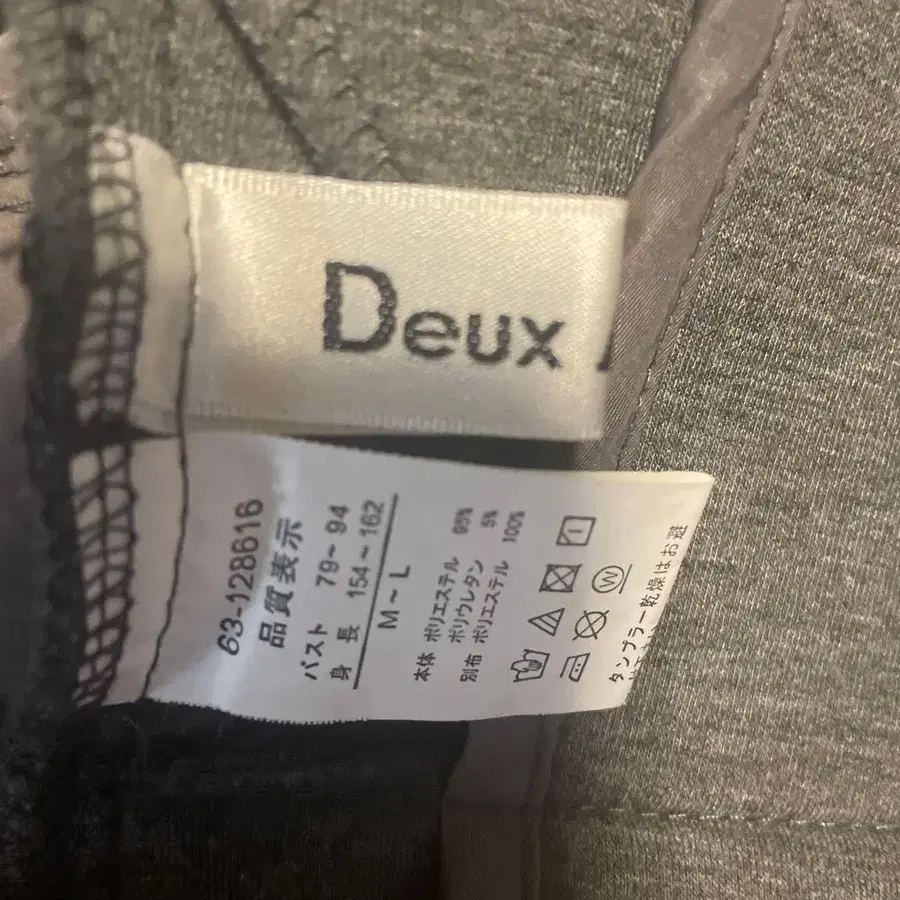 Deux
63-128616
品質表示
バスト 79~94
身長 154~162
M~L
本体 ポリエステル 95%
ポリウレタン 5%
別布 ポリエステル 100%
W
タンブラー乾燥はお避